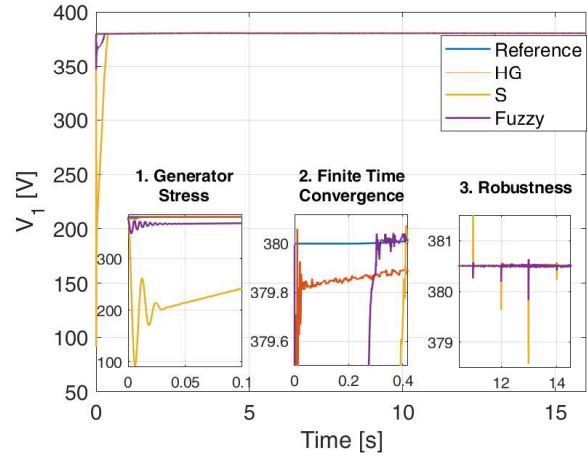 400
350
300
250
200
150
100
50
V1 [V]
0
5
10
15
Time [s]
Reference
HG
S
Fuzzy
1. Generator
Stress
300
200
100
0
0.05
0.1
2. Finite Time
Convergence
380
379.8
379.6
0
0.2
0.4
3. Robustness
381
380
379
12
14